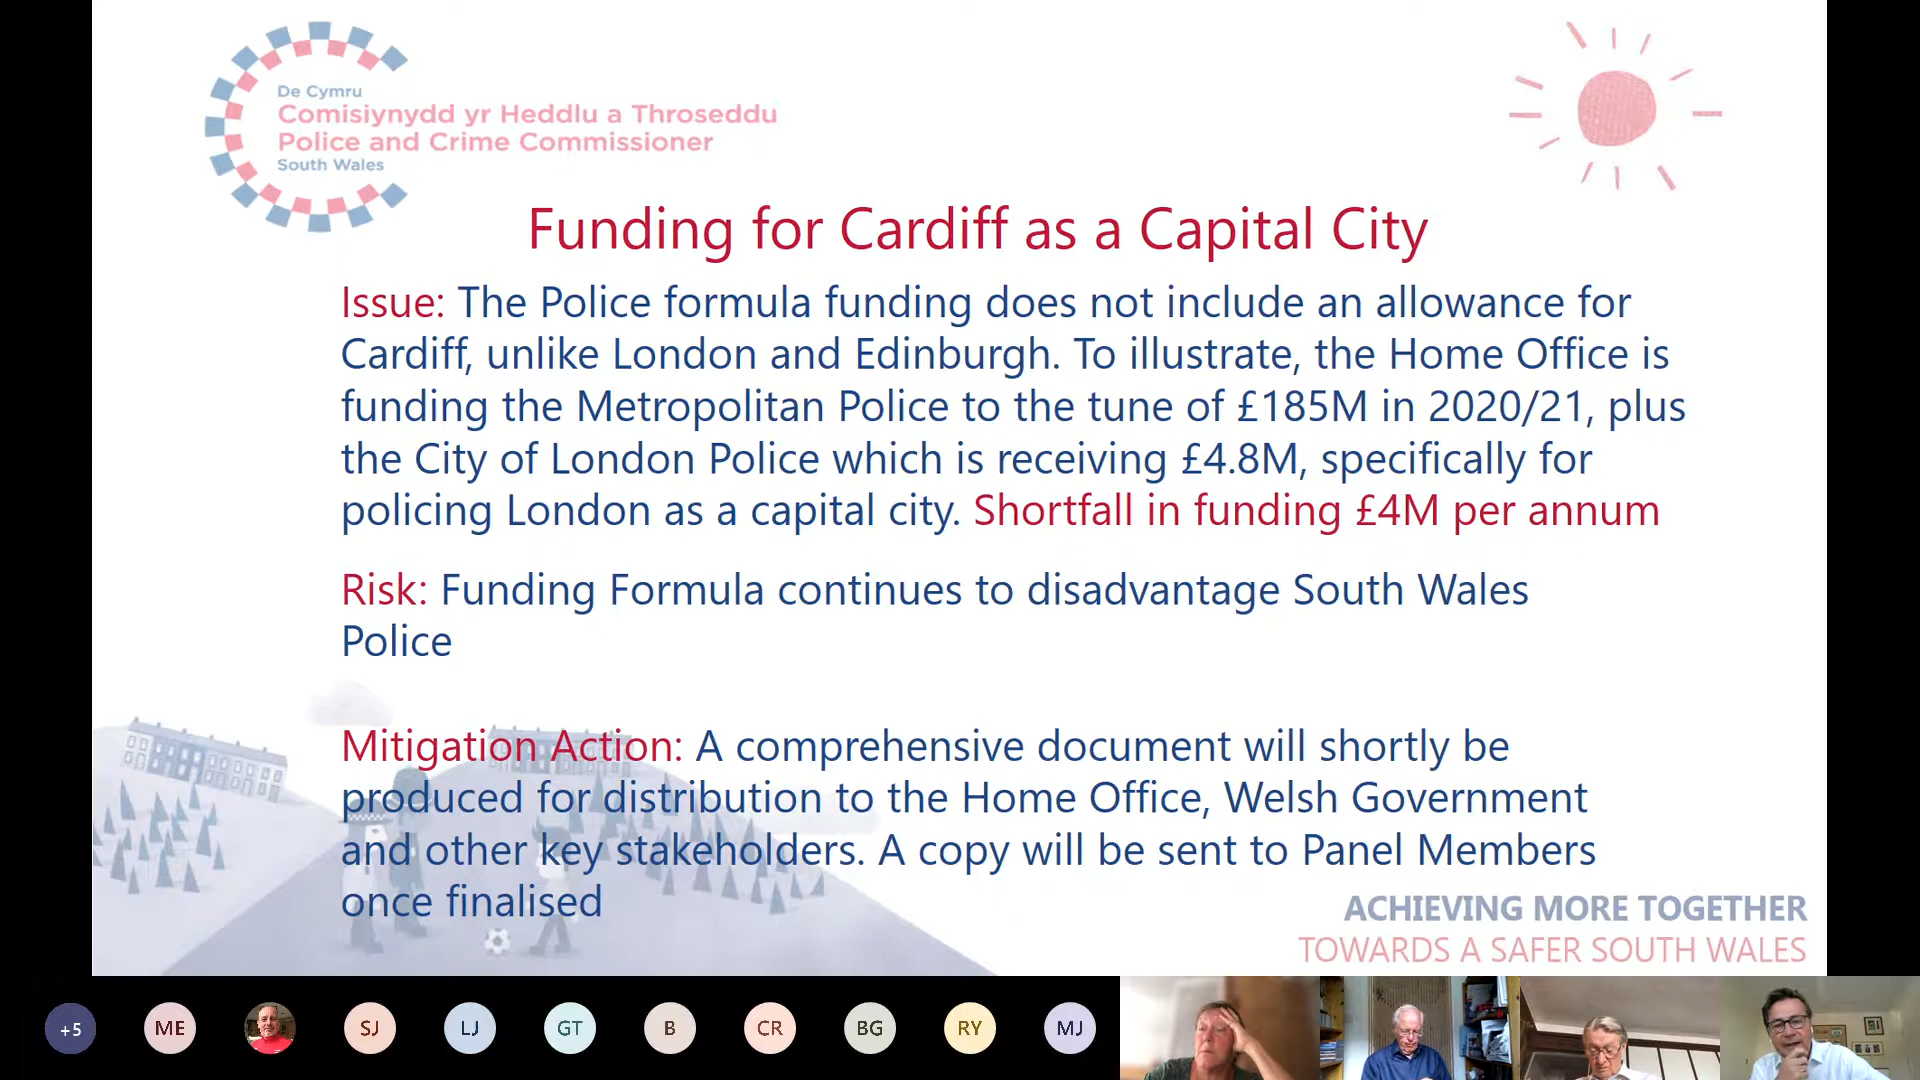 De Cymru
Comisiynydd yr Heddlu a Throseddu
Police and Crime Commissioner
South Wales
Funding for Cardiff as a Capital City
Issue: The Police formula funding does not include an allowance for
Cardiff, unlike London and Edinburgh. To illustrate, the Home Office is
funding the Metropolitan Police to the tune of £185M in 2020/21, plus
the City of London Police which is receiving £4.8M, specifically for
policing London as a capital city. Shortfall in funding £4M per annum
Risk: Funding Formula continues to disadvantage South Wales
Police
Mitigation Action: A comprehensive document will shortly be
produced for distribution to the Home Office, Welsh Government
and other key stakeholders. A copy will be sent to Panel Members
once finalised
ACHIEVING MORE TOGETHER
TOWARDS A SAFER SOUTH WALES
+5 ME SJ LJ GT B CR BG RY MJ